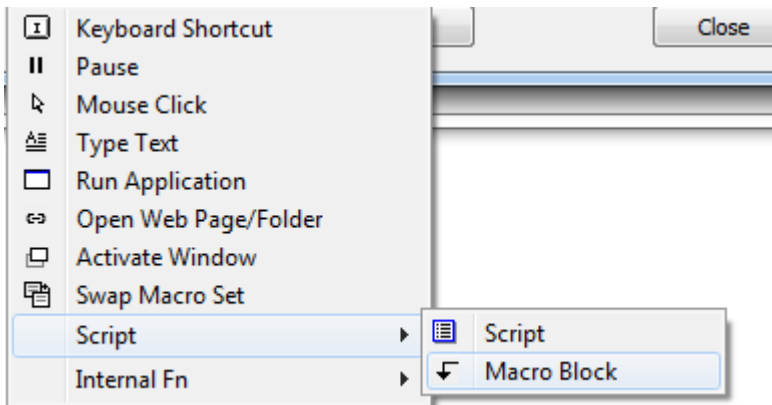 Keyboard Shortcut
Close
Pause
Mouse Click
Type Text
Run Application
Open Web Page/Folder
Activate Window
Swap Macro Set
Script
Script
Internal Fn
Macro Block